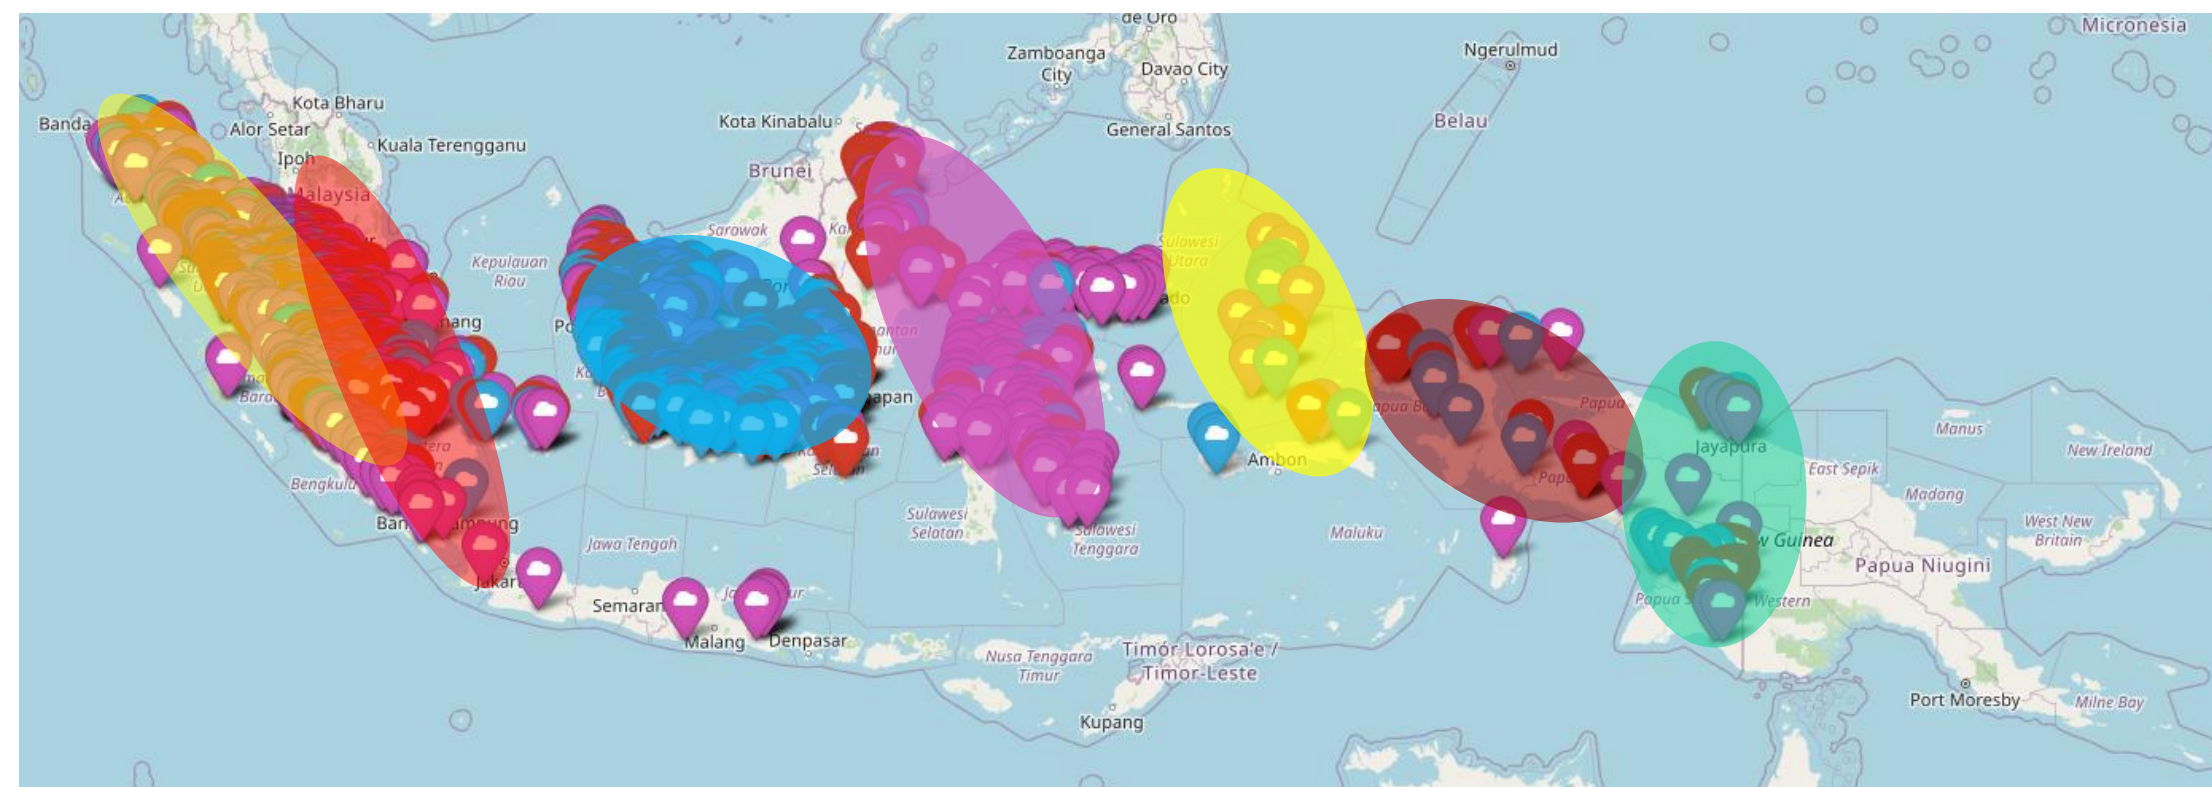 de Oro
Micronesia
Zamboanga
City
Davao City
Ngerulmud
Kota Bharu
Banda
Alor Setar
Kota Kinabalu
General Santos
Belau
Kuala Terengganu
Ipoh
Brunei
Malaysia
Sarawak
Sulawesi
Utara
Kepulauan
Riau
Bengkulu
Jayapura
Manus
New Ireland
Ambon
East Sepik
Madang
Papua
Sulawesi
Selatan
Sulawesi
Tenggara
Maluku
West New
Britain
Jawa Tengah
Papua Niugini
Western
Malang
Denpasar
Nusa Tenggara
Timur
Timór Lorosa'e /
Timor-Leste
Kupang
Port Moresby
Milne Bay